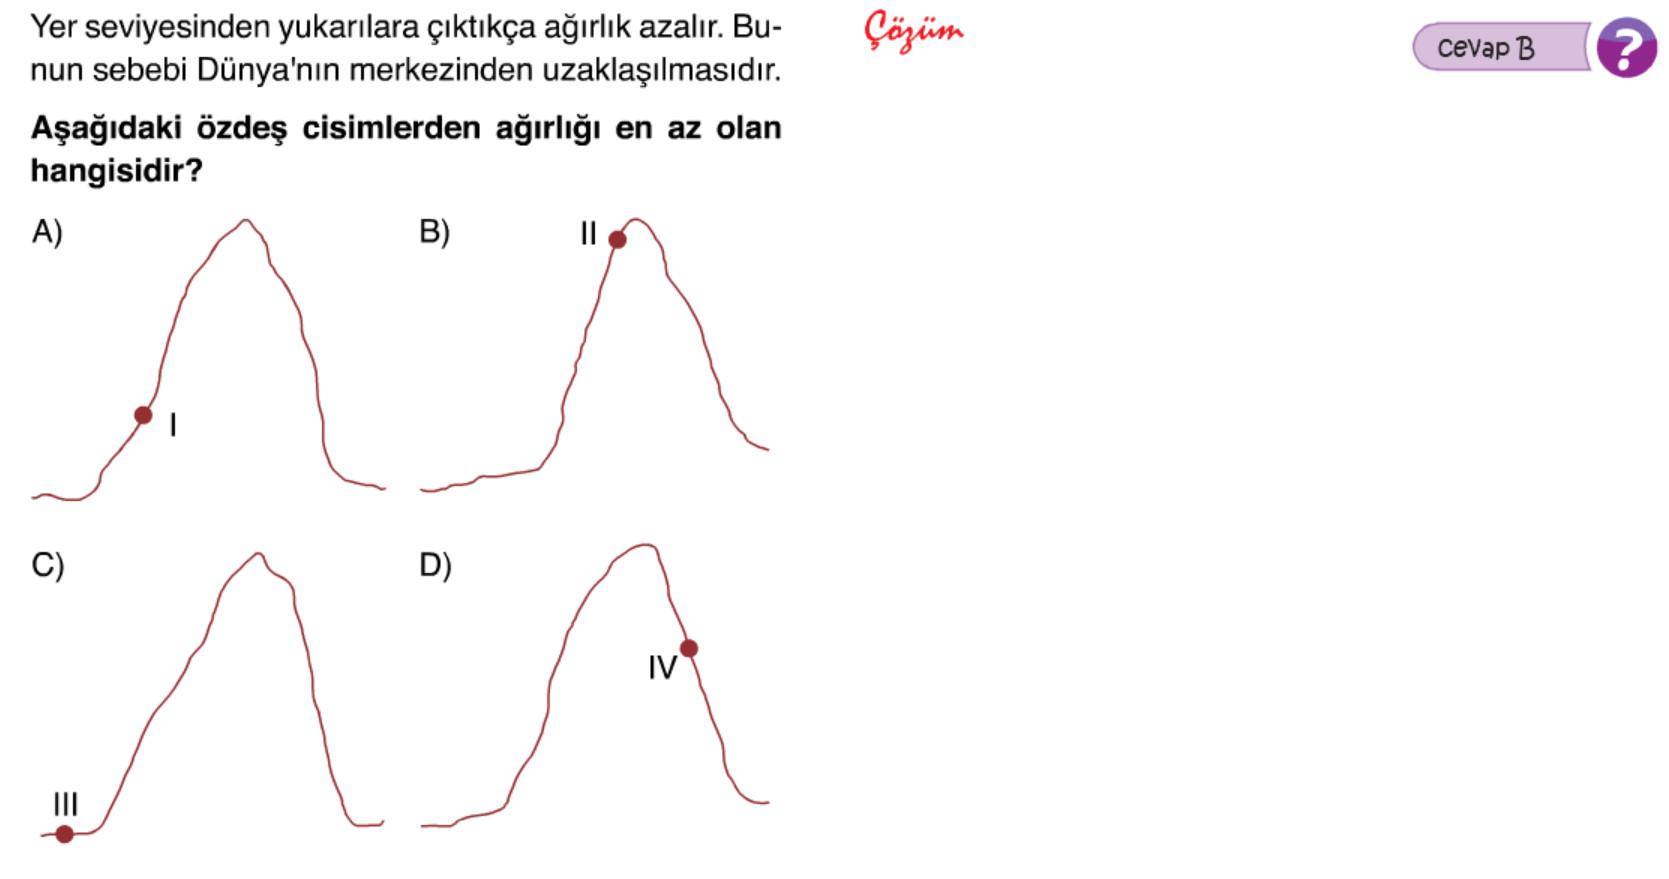 Yer seviyesinden yukarılara çıktıkça ağırlık azalır. Bu-
nun sebebi Dünya'nın merkezinden uzaklaşılmasıdır.
Aşağıdaki özdeş cisimlerden ağırlığı en az olan
hangisidir?
A)
I
B)
II
C)
III
D)
IV
Çözüm
Cevap B
?